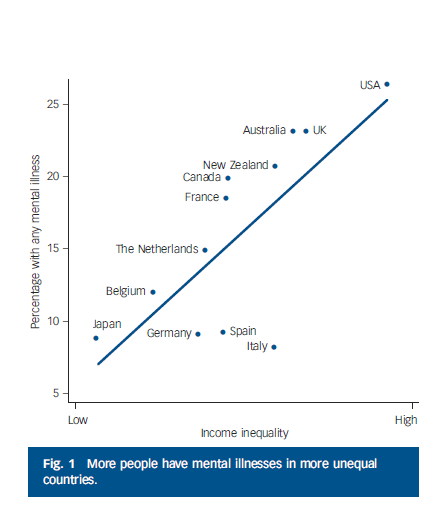 USA
25
Australia
UK
New Zealand
20
Canada
France
15
The Netherlands
Belgium
10
Japan
Germany
Spain
Italy
5
Low
High
Income inequality
Percentage with any mental illness
Fig. 1 More people have mental illnesses in more unequal
countries.